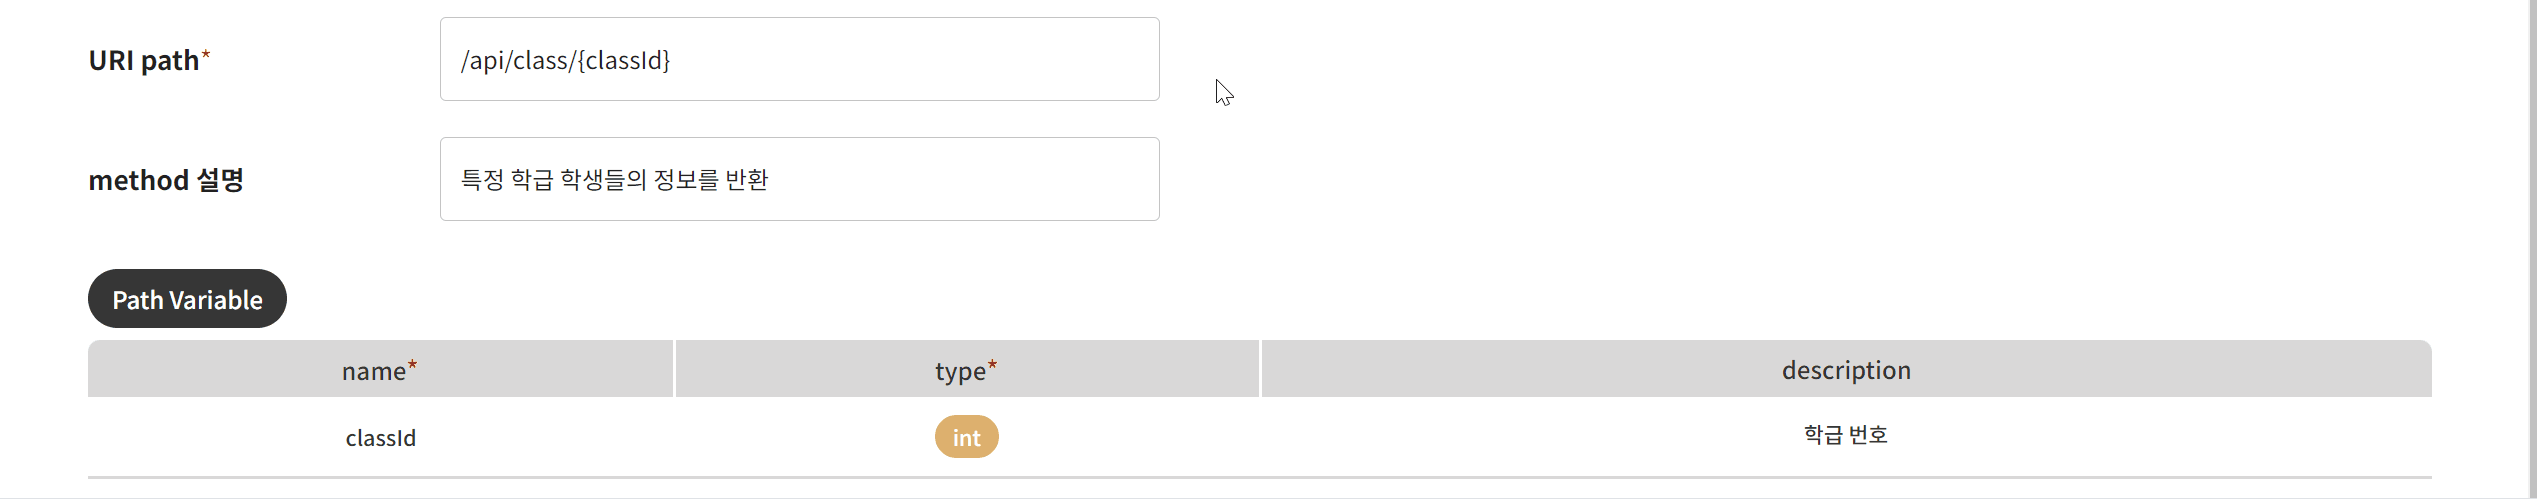 URI path*
/api/class/{classId}
method 설명
특정 학급 학생들의 정보를 반환
Path Variable
name* type* description
classId int 학급 번호